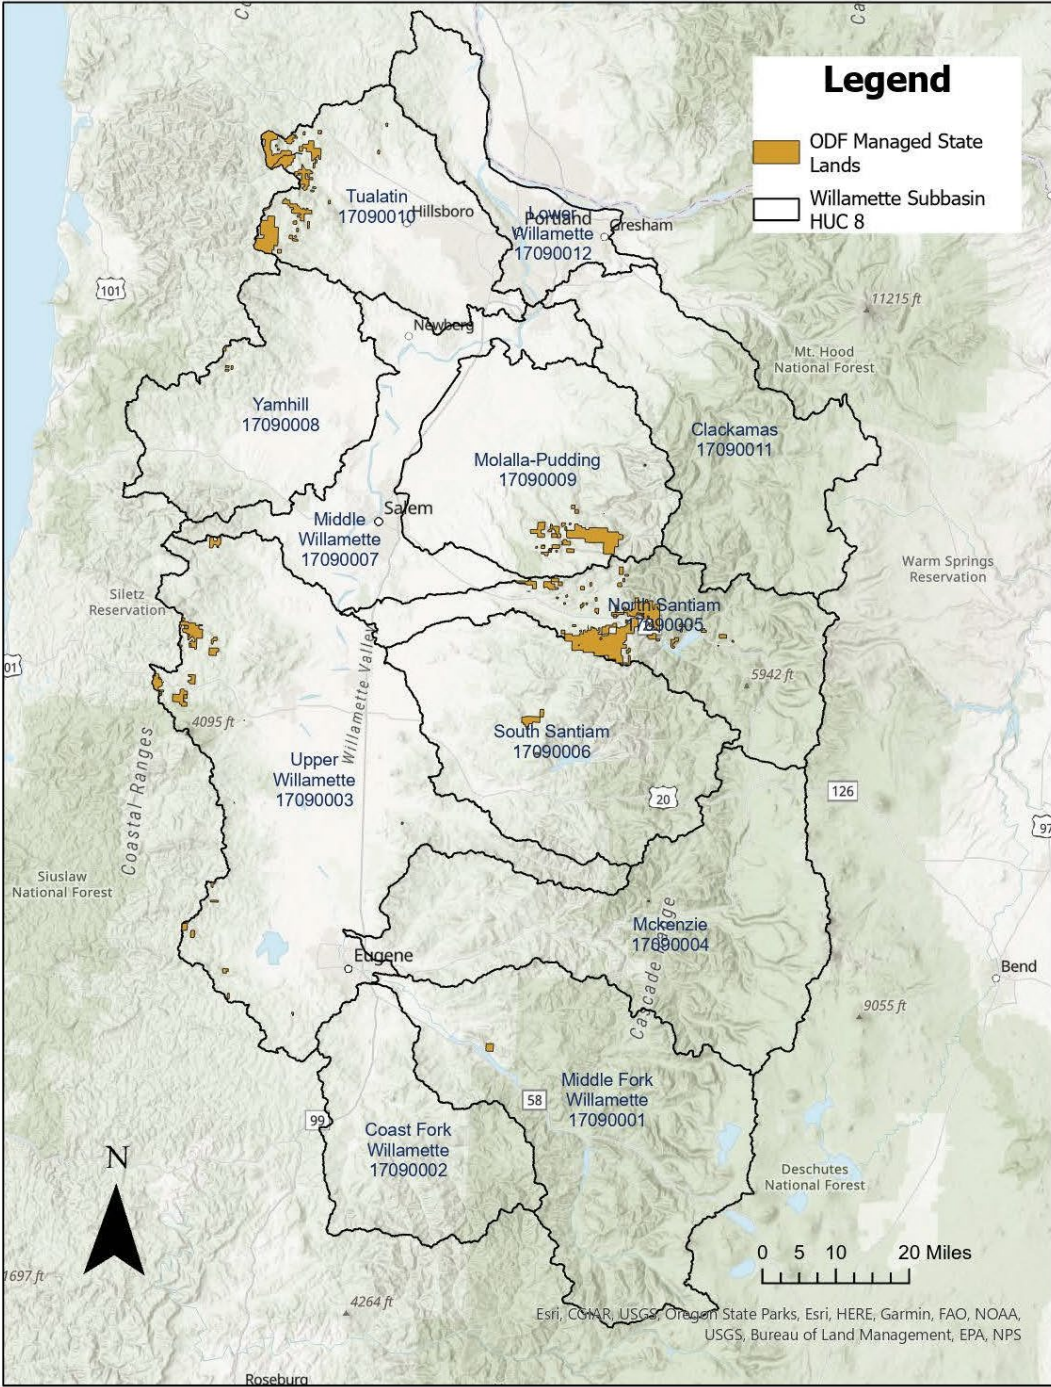 Co
Ca
Legend
ODF Managed State
Lands
Willamette Subbasin
HUC 8
Tualatin
17090010
Hillsboro
Lower
Willamette
17090012
Portland
Gresham
101
11215 ft
Newberg
Mt. Hood
National Forest
Yamhill
17090008
Clackamas
17090011
Molalla-Pudding
17090009
Salem
Middle
Willamette
17090007
Warm Springs
Reservation
Siletz
Reservation
North Santiam
17090005
01
5942 ft
4095 ft
Willamette Valley
South Santiam
17090006
Coastal Ranges
Upper
Willamette
17090003
20
126
97
Siuslaw
National Forest
Mckenzie
17090004
Cascade Range
Eugene
Bend
9055 ft
Middle Fork
Willamette
17090001
58
99
Coast Fork
Willamette
17090002
N
Deschutes
National Forest
0 5 10 20 Miles
1697 ft
4264 ft
Esri, CGIAR, USGS, Oregon State Parks, Esri, HERE, Garmin, FAO, NOAA,
USGS, Bureau of Land Management, EPA, NPS
Roseburg